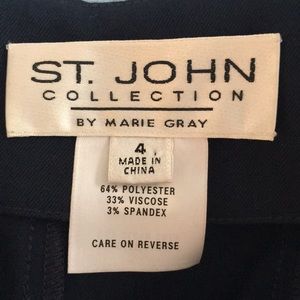 ST. JOHN
COLLECTION
BY MARIE GRAY
4
MADE IN
CHINA
64% POLYESTER
33% VISCOSE
3% SPANDEX
CARE ON REVERSE